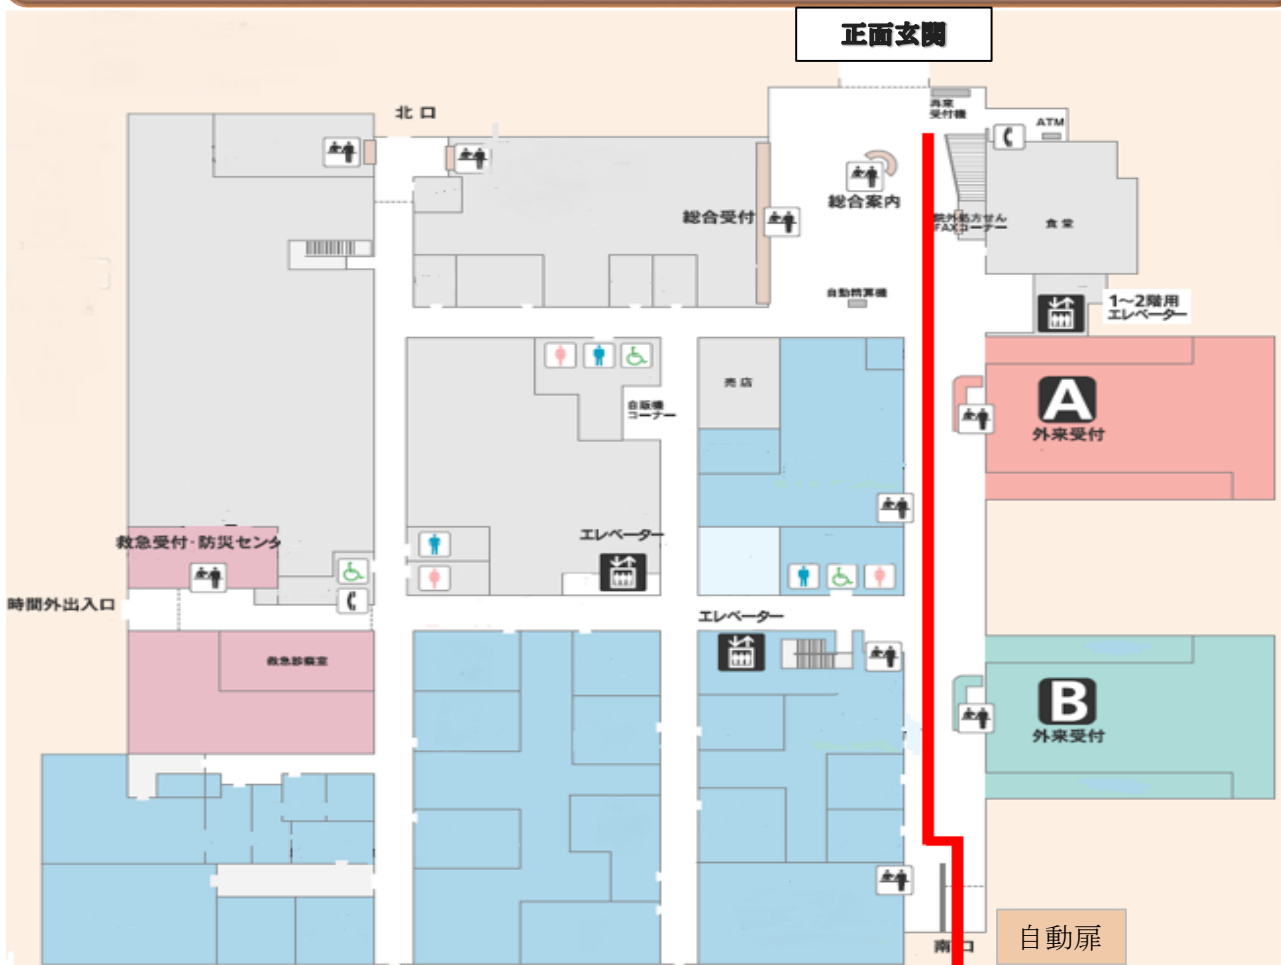 正面玄関
北口
再来
受付機
ATM
総合案内
総合受付
院外処方せん
FAXコーナー
食堂
自動精算機
1～2階用
エレベーター
売店
自販機
コーナー
A
外来受付
エレベーター
救急受付・防災センタ
時間外出入口
エレベーター
救急診察室
B
外来受付
自動扉
南口